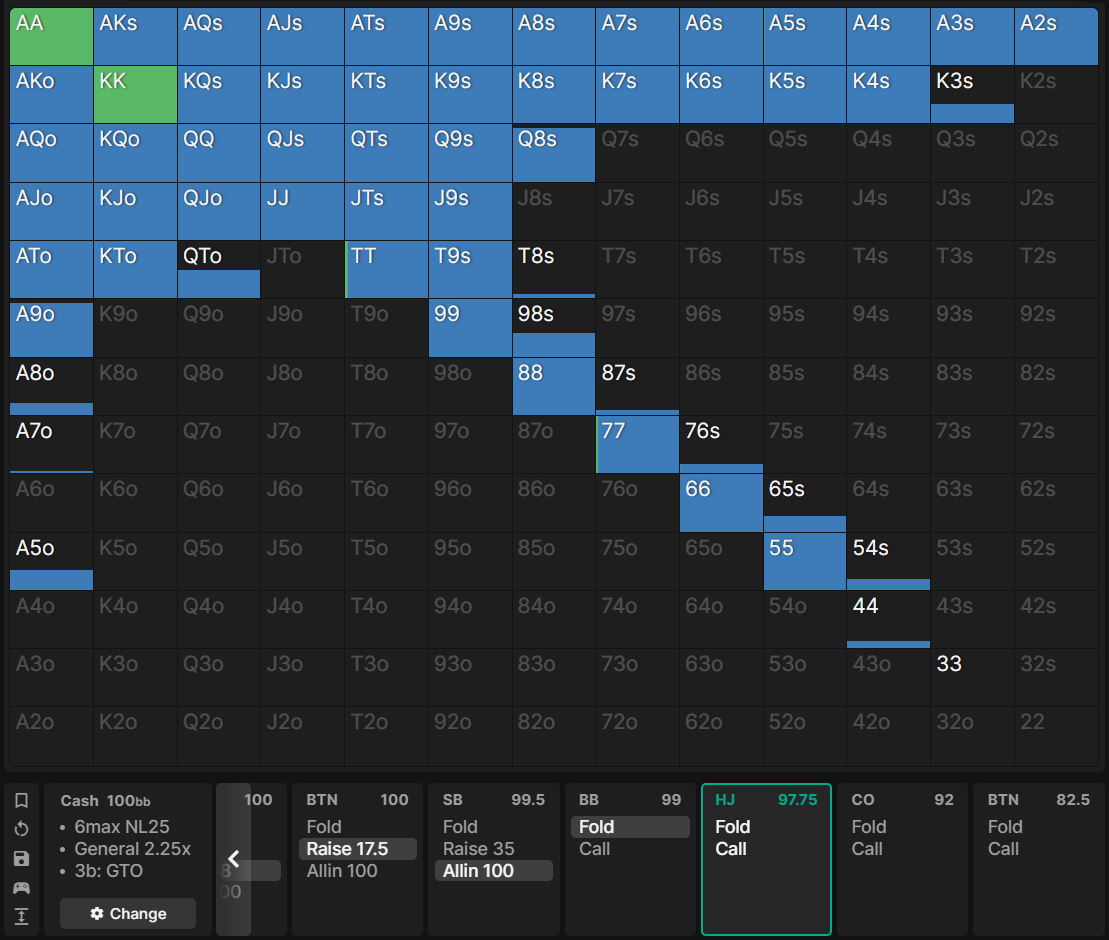 AA AKs AQs AJs ATs A9s A8s A7s A6s A5s A4s A3s A2s
AKo KK KQs KJs KTs K9s K8s K7s K6s K5s K4s K3s K2s
AQo KQo QQ QJs QTs Q9s Q8s Q7s Q6s Q5s Q4s Q3s Q2s
AJo KJo QJo JJ JTs J9s J8s J7s J6s J5s J4s J3s J2s
ATo KTo QTo JTo TT T9s T8s T7s T6s T5s T4s T3s T2s
A9o K9o Q9o J9o T9o 99 98s 97s 96s 95s 94s 93s 92s
A8o K8o Q8o J8o T8o 98o 88 87s 86s 85s 84s 83s 82s
A7o K7o Q7o J7o T7o 97o 87o 77 76s 75s 74s 73s 72s
A6o K6o Q6o J6o T6o 96o 86o 76o 66 65s 64s 63s 62s
A5o K5o Q5o J5o T5o 95o 85o 75o 65o 55 54s 53s 52s
A4o K4o Q4o J4o T4o 94o 84o 74o 64o 54o 44 43s 42s
A3o K3o Q3o J3o T3o 93o 83o 73o 63o 53o 43o 33 32s
A2o K2o Q2o J2o T2o 92o 82o 72o 62o 52o 42o 32o 22
Cash 100bb
• 6max NL25
• General 2.25x
• 3b: GTO
Change
100
8
00
BTN 100
Fold
Raise 17.5
Allin 100
SB 99.5
Fold
Raise 35
Allin 100
BB 99
Fold
Call
HJ 97.75
Fold
Call
CO 92
Fold
Call
BTN 82.5
Fold
Call